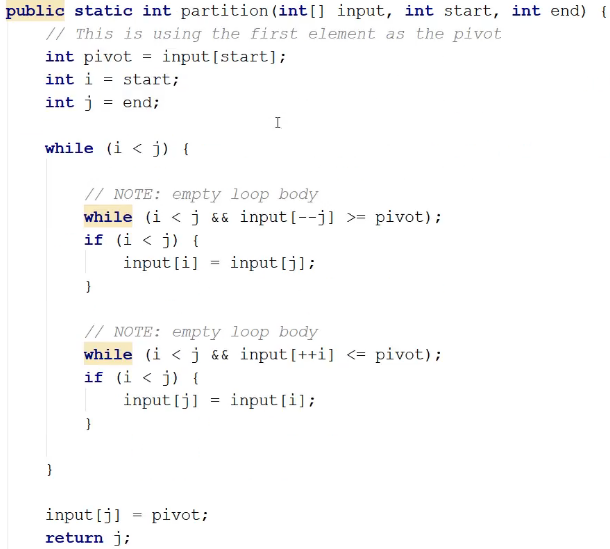 public static int partition(int[] input, int start, int end) {
// This is using the first element as the pivot
int pivot = input[start];
int i = start;
int j = end;
while (i < j) {
// NOTE: empty loop body
while (i < j && input[--j] >= pivot);
if (i < j) {
input[i] = input[j];
}
// NOTE: empty loop body
while (i < j && input[++i] <= pivot);
if (i < j) {
input[j] = input[i];
}
}
input[j] = pivot;
return j;